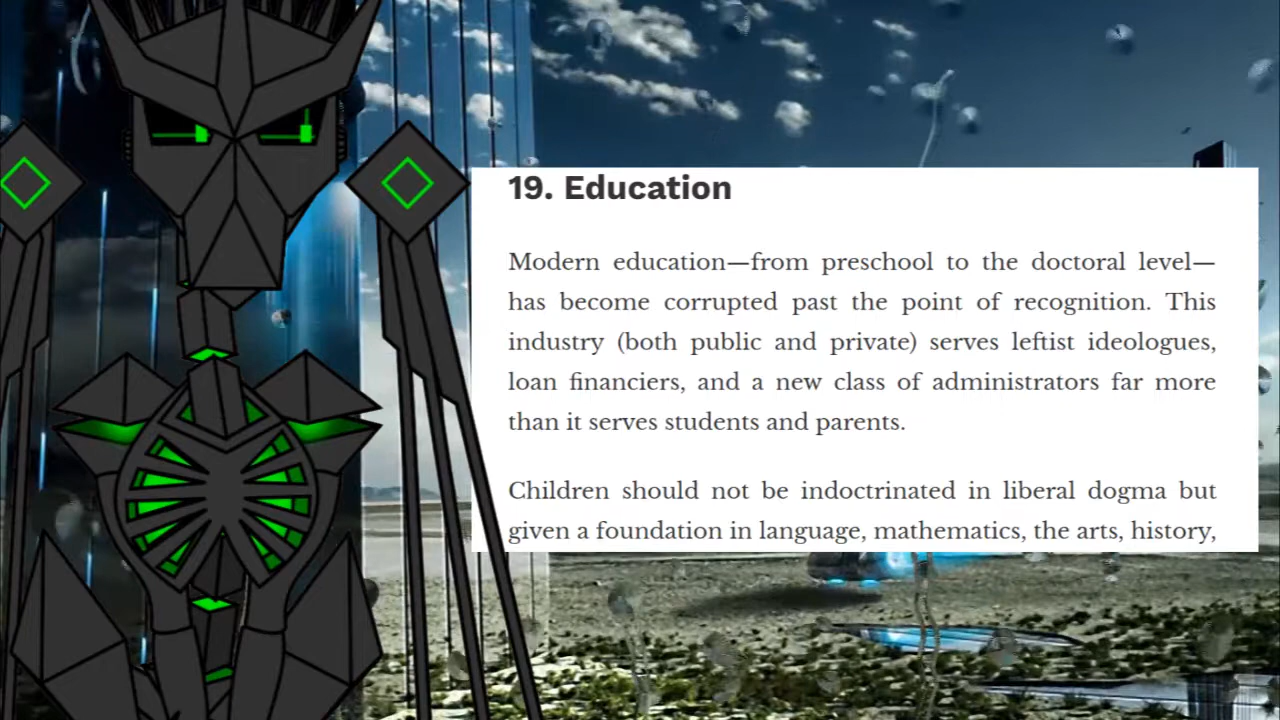 19. Education
Modern education—from preschool to the doctoral level—
has become corrupted past the point of recognition. This
industry (both public and private) serves leftist ideologues,
loan financiers, and a new class of administrators far more
than it serves students and parents.
Children should not be indoctrinated in liberal dogma but
given a foundation in language, mathematics, the arts, history,